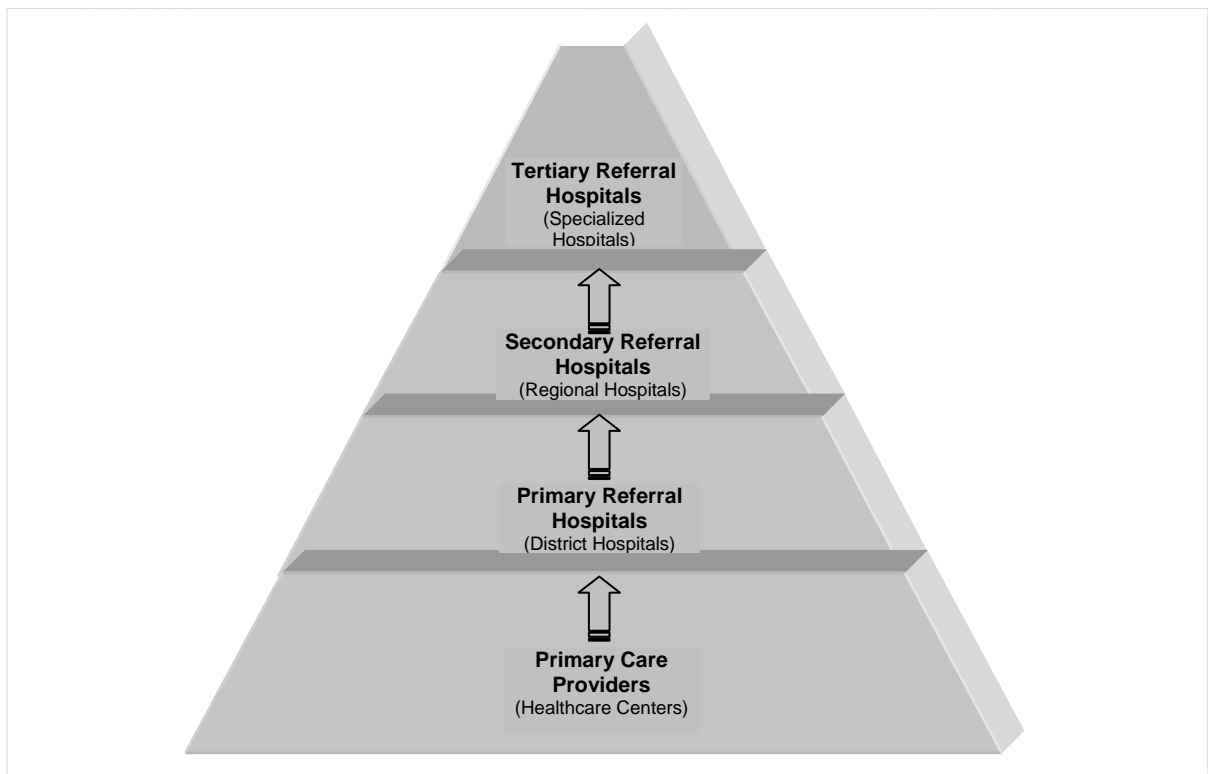 Tertiary Referral
Hospitals
(Specialized
Hospitals)
Secondary Referral
Hospitals
(Regional Hospitals)
Primary Referral
Hospitals
(District Hospitals)
Primary Care
Providers
(Healthcare Centers)